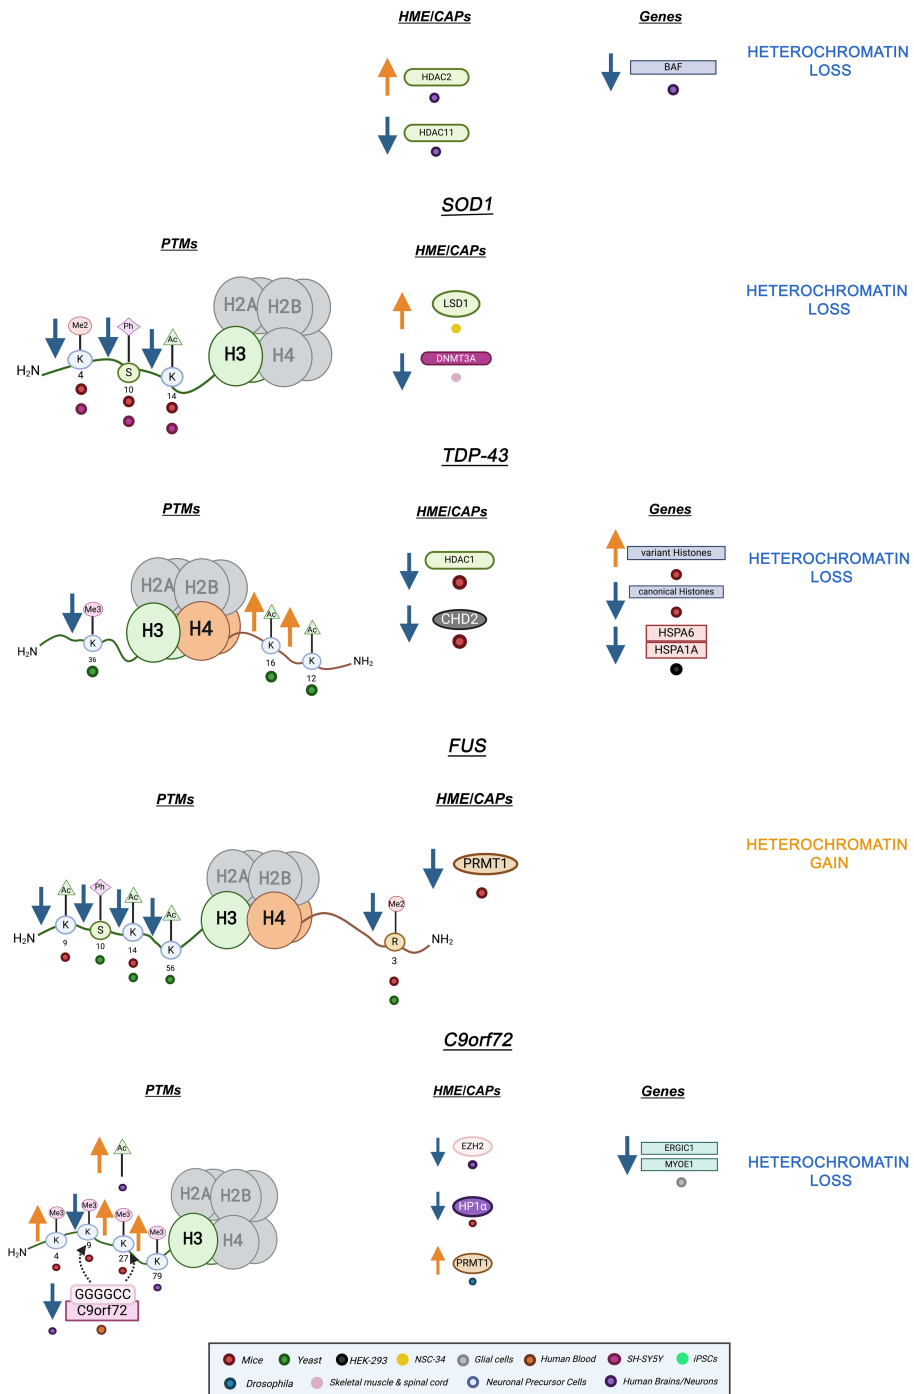 HME/CAPs
Genes
HDAC2
BAF
HETEROCHROMATIN
LOSS
HDAC11
SOD1
PTMs
HME/CAPs
Me2
Ph
Ac
H₂N
K
S
K
4
10
14
H2A
H2B
H3
H4
LSD1
DNMT3A
HETEROCHROMATIN
LOSS
TDP-43
PTMs
HME/CAPs
Genes
Me3
H₂N
K
36
H2A
H2B
H3
H4
Ac
Ac
K
K
16
12
NH₂
HDAC1
CHD2
variant Histones
canonical Histones
HSPA6
HSPA1A
HETEROCHROMATIN
LOSS
FUS
PTMs
HME/CAPs
Ac
Ph
Ac
Ac
H₂N
K
S
K
K
9
10
14
56
H2A
H2B
H3
H4
Me2
R
3
NH₂
PRMT1
HETEROCHROMATIN
GAIN
C9orf72
PTMs
HME/CAPs
Genes
Ac
Me3
Me3
Me3
Me3
H₂N
K
K
K
K
4
9
27
79
H2A
H2B
H3
H4
GGGGCC
C9orf72
EZH2
HP1α
PRMT1
ERGIC1
MYOE1
HETEROCHROMATIN
LOSS
Mice Yeast HEK-293 NSC-34 Glial cells Human Blood SH-SY5Y iPSCs
Drosophila Skeletal muscle & spinal cord Neuronal Precursor Cells Human Brains/Neurons